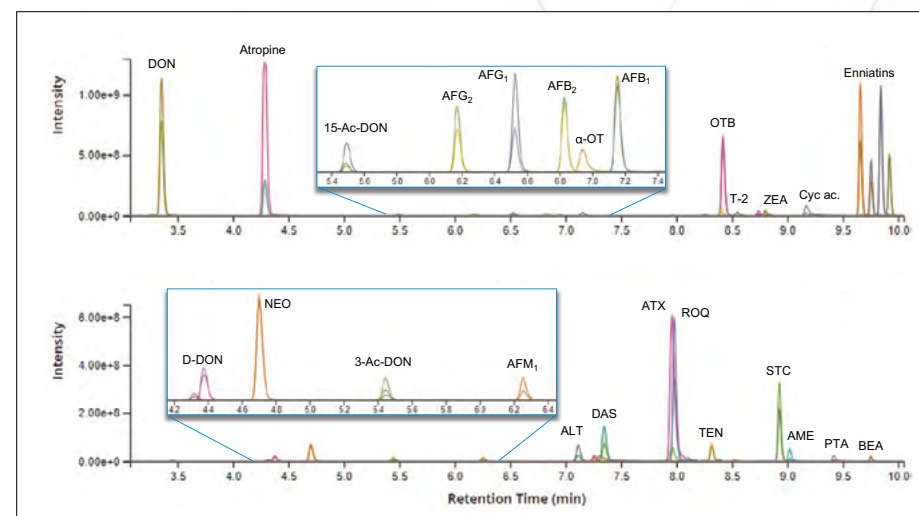 DON
Atropine
AFG₁
AFG₂
AFB₂
AFB₁
15-Ac-DON
α-OT
Enniatins
OTB
T-2
ZEA
Cyc ac.
Intensity
1.00e+9
5.00e+8
0.00e+0
5.4 5.6 5.8 6.0 6.2 6.4 6.6 6.8 7.0 7.2 7.4
3.5 4.0 4.5 5.0 5.5 6.0 6.5 7.0 7.5 8.0 8.5 9.0 9.5 10.0
NEO
D-DON
3-Ac-DON
AFM₁
ATX
ROQ
ALT
DAS
TEN
STC
AME
PTA
BEA
Intensity
6.00e+8
4.00e+8
2.00e+8
0.00e+0
4.2 4.4 4.6 4.8 5.0 5.2 5.4 5.6 5.8 6.0 6.2 6.4
3.5 4.0 4.5 5.0 5.5 6.0 6.5 7.0 7.5 8.0 8.5 9.0 9.5 10.0
Retention Time (min)